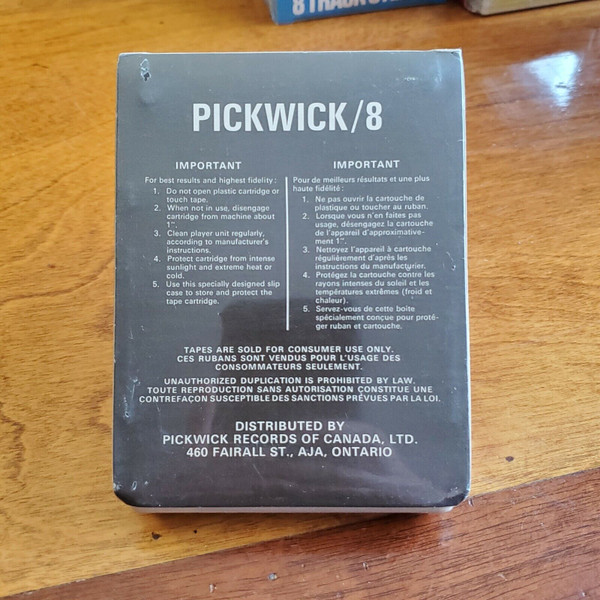 8 TRACK
PICKWICK/8
IMPORTANT
For best results and highest fidelity:
1. Do not open plastic cartridge or
touch tape.
2. When not in use, disengage
cartridge from machine about
1".
3. Clean player unit regularly,
according to manufacturer's
instructions.
4. Protect cartridge from intense
sunlight and extreme heat or
cold.
5. Use this specially designed slip
case to store and protect the
tape cartridge.
IMPORTANT
Pour de meilleurs résultats et une plus
haute fidélité:
1. Ne pas ouvrir la cartouche de
plastique ou toucher au ruban.
2. Lorsque vous n'en faites pas
usage, désengagez la cartouche
de l'appareil d'approximative-
ment 1".
3. Nettoyez l'appareil à cartouche
régulièrement d'après les
instructions du manufacturier.
4. Protégez la cartouche contre les
rayons intenses du soleil et les
températures extrêmes (froid et
chaleur).
5. Servez-vous de cette boite
spécialement conçue pour proté-
ger ruban et cartouche.
TAPES ARE SOLD FOR CONSUMER USE ONLY.
CES RUBANS SONT VENDUS POUR L'USAGE DES
CONSOMMATEURS SEULEMENT.
UNAUTHORIZED DUPLICATION IS PROHIBITED BY LAW.
TOUTE REPRODUCTION SANS AUTORISATION CONSTITUE UNE
CONTREFAÇON SUSCEPTIBLE DES SANCTIONS PRÉVUES PAR LA LOI.
DISTRIBUTED BY
PICKWICK RECORDS OF CANADA, LTD.
460 FAIRALL ST., AJA, ONTARIO